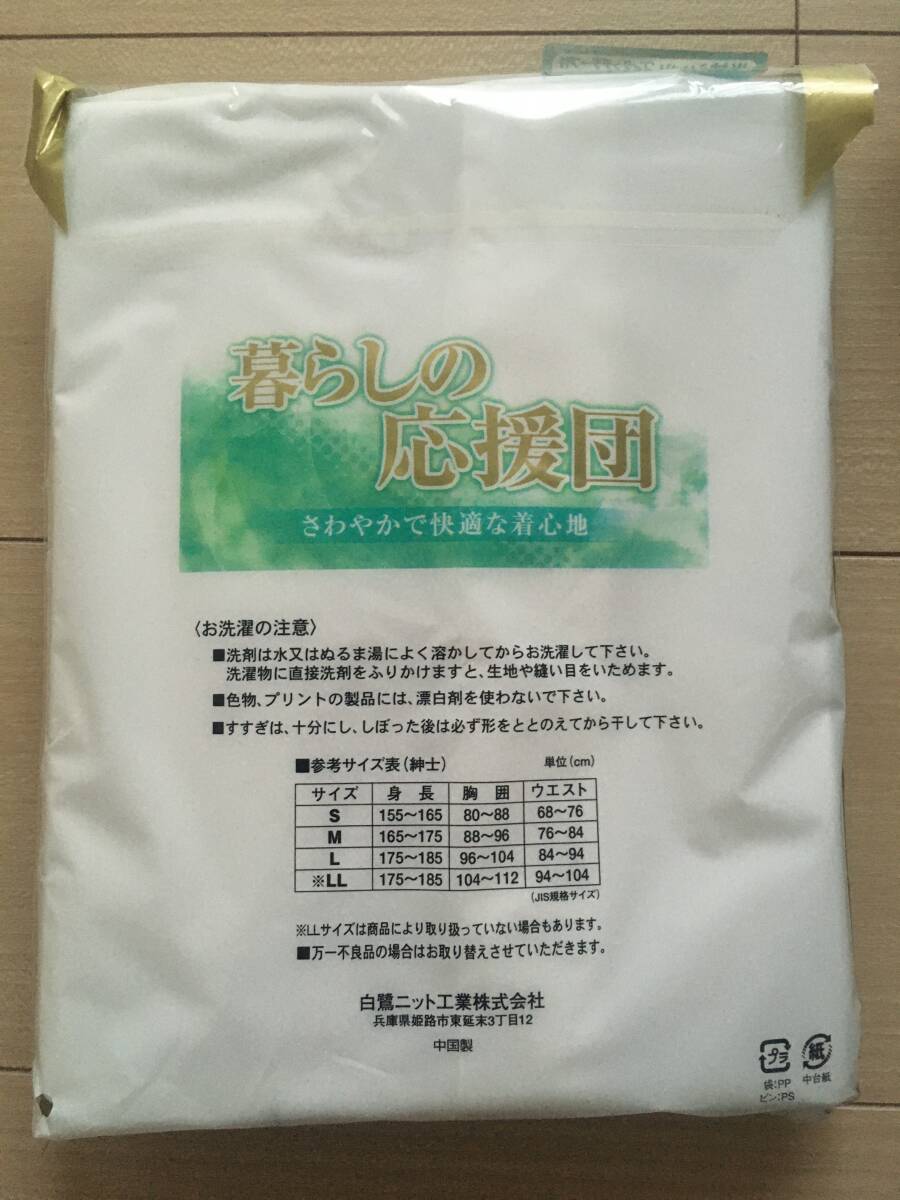 暮らしの
応援団
さわやかで快適な着心地
〈お洗濯の注意〉
■洗剤は水又はぬるま湯によく溶かしてからお洗濯して下さい。
洗濯物に直接洗剤をふりかけますと、生地や縫い目をいためます。
■色物、プリントの製品には、漂白剤を使わないで下さい。
■すすぎは、十分にし、しぼった後は必ず形をととのえてから干して下さい。
■参考サイズ表(紳士) 単位(cm)
サイズ 身長 胸囲 ウエスト
S 155〜165 80〜88 68〜76
M 165〜175 88〜96 76〜84
L 175〜185 96〜104 84〜94
※LL 175〜185 104〜112 94〜104
(JIS規格サイズ)
※LLサイズは商品により取り扱っていない場合もあります。
■万一不良品の場合はお取り替えさせていただきます。
白鷺ニット工業株式会社
兵庫県姫路市東延末3丁目12
中国製
プラ 紙
袋:PP 中台紙
ピン:PS